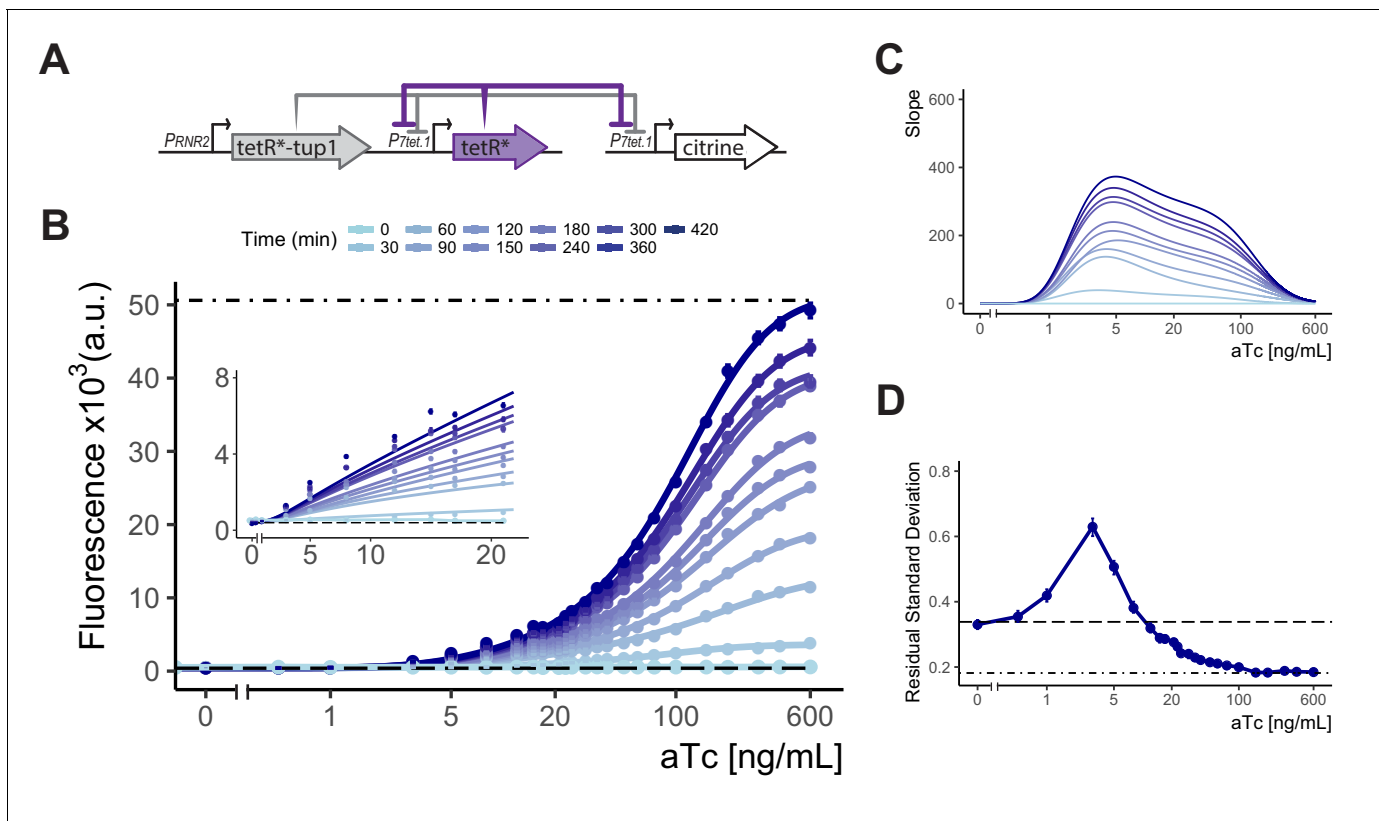 A
PRNR2 tetR*-tup1 P7tet.1 tetR* P7tet.1 citrine
B
Time (min) 0 60 120 180 300 420
30 90 150 240 360
Fluorescence x10³(a.u.)
50
40
30
20
10
0
0 1 5 20 100 600
aTc [ng/mL]
8
4
0
0 5 10 20
C
Slope
600
400
200
0
0 1 5 20 100 600
aTc [ng/mL]
D
Residual Standard Deviation
0.8
0.6
0.4
0.2
0 1 5 20 100 600
aTc [ng/mL]